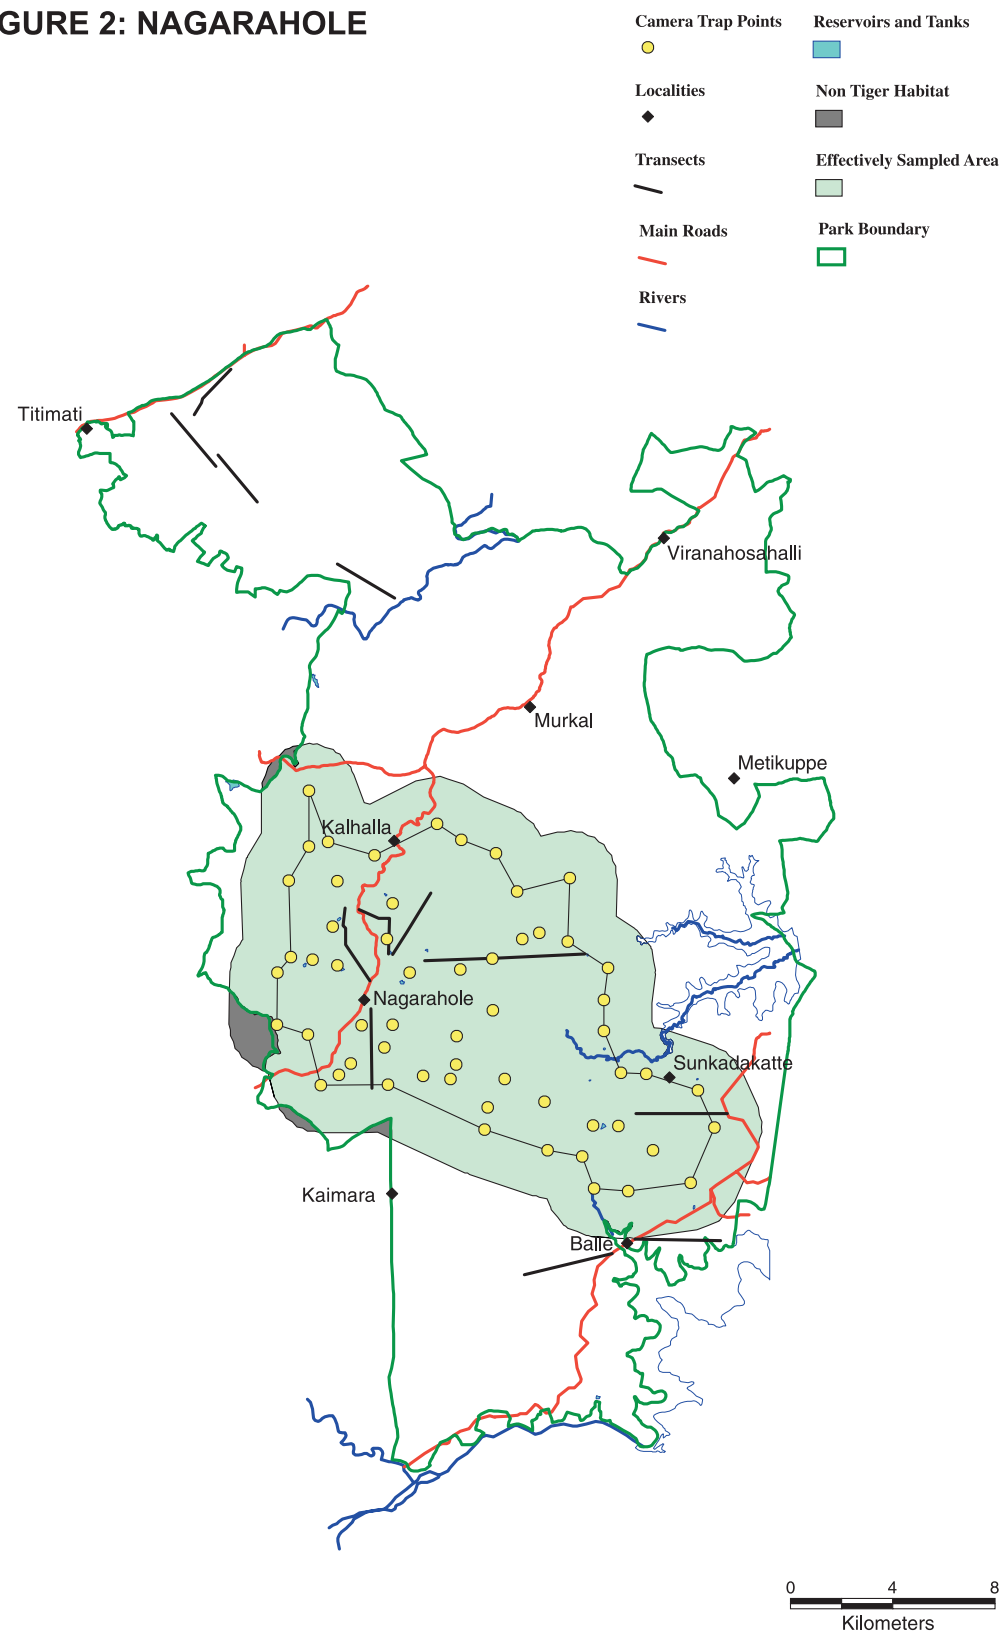 GURE 2: NAGARAHOLE
Camera Trap Points
Reservoirs and Tanks
Localities
Non Tiger Habitat
Transects
Effectively Sampled Area
Main Roads
Park Boundary
Rivers
Titimati
Viranahosahalli
Murkal
Metikuppe
Kalhalla
Nagarahole
Sunkadakatte
Kaimara
Balle
0 4 8
Kilometers